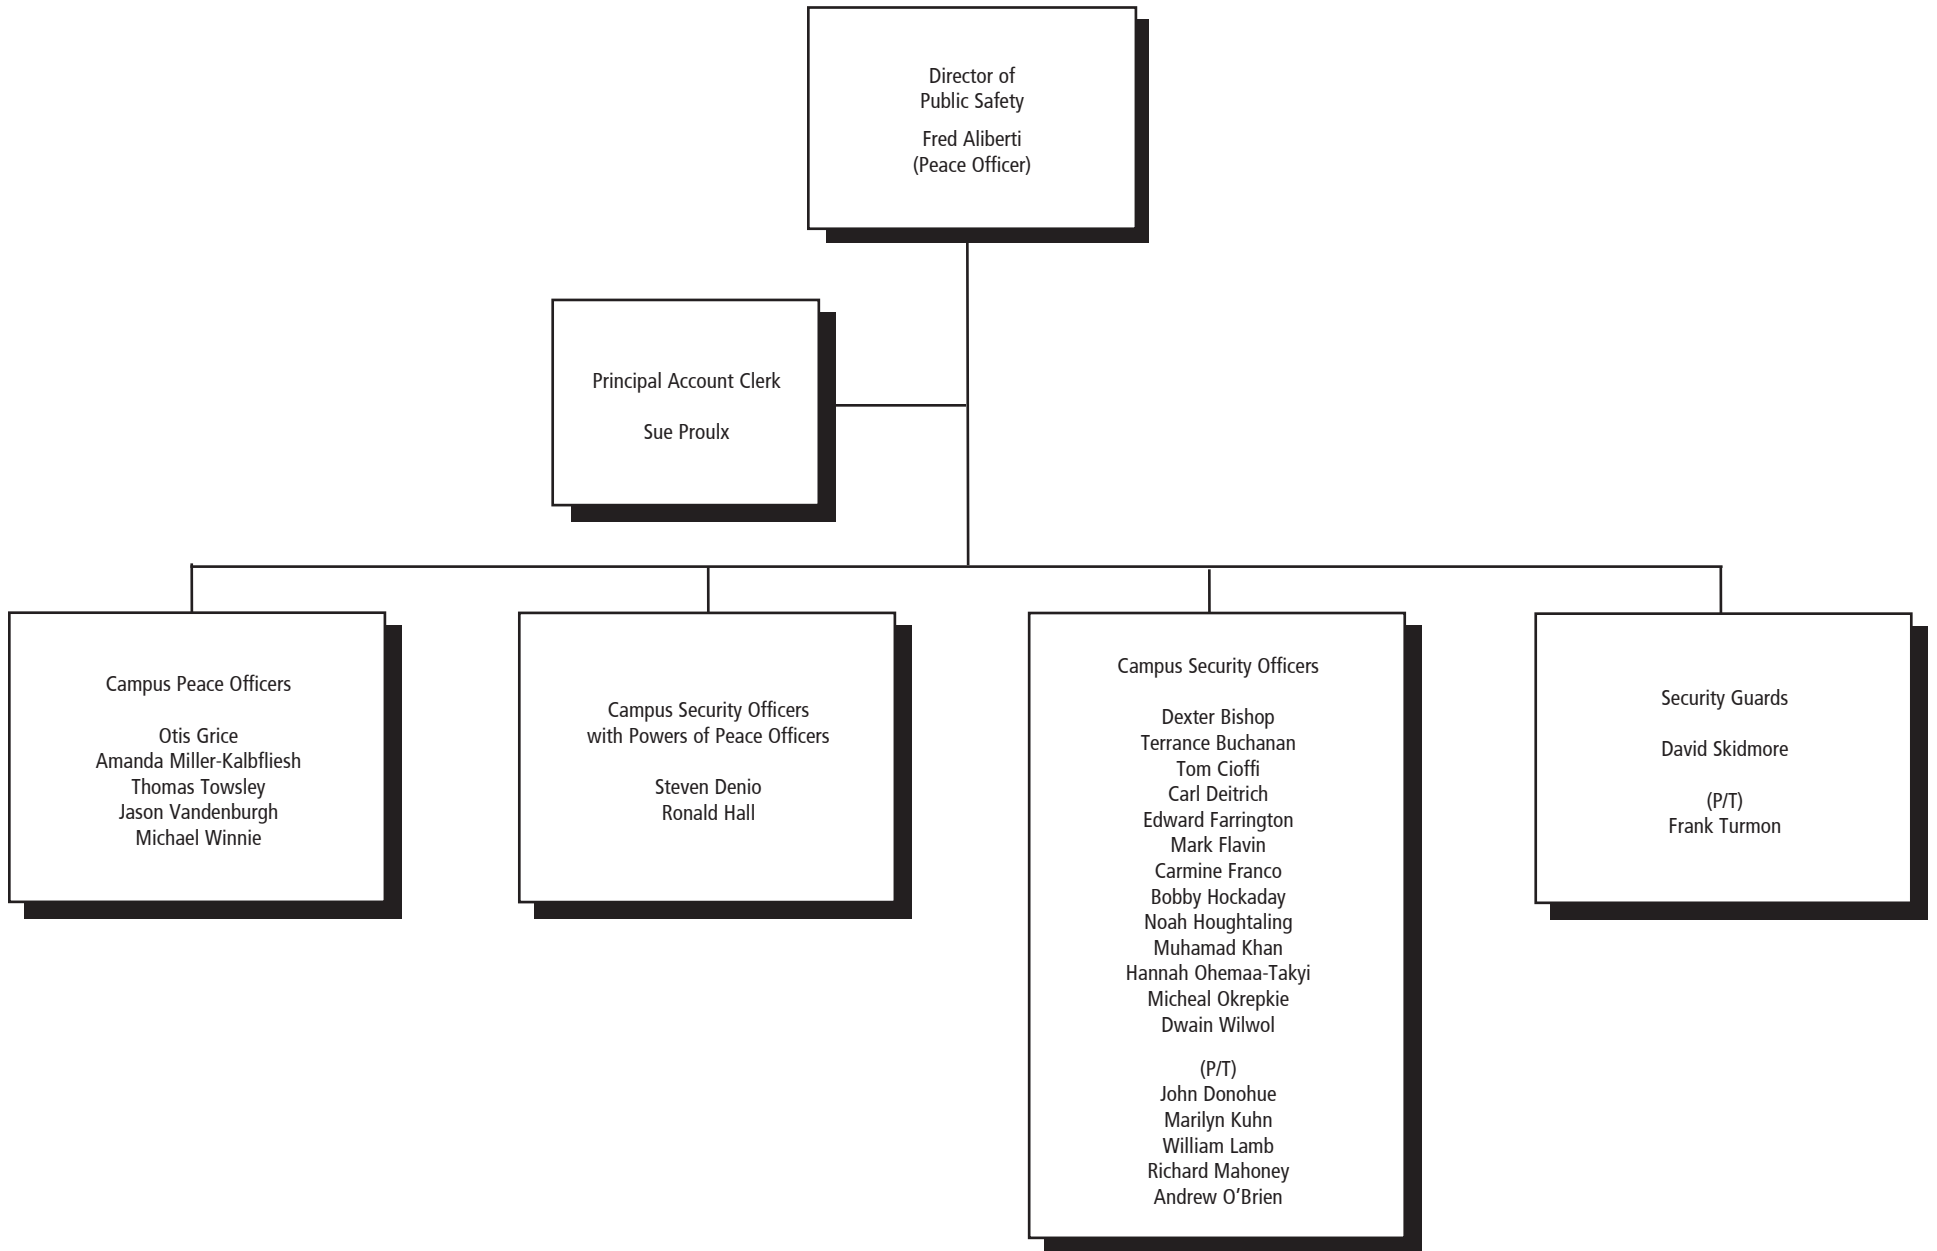 Director of
Public Safety
Fred Aliberti
(Peace Officer)
Principal Account Clerk
Sue Proulx
Campus Peace Officers
Otis Grice
Amanda Miller-Kalbfliesh
Thomas Towsley
Jason Vandenburgh
Michael Winnie
Campus Security Officers
with Powers of Peace Officers
Steven Denio
Ronald Hall
Campus Security Officers
Dexter Bishop
Terrance Buchanan
Tom Cioffi
Carl Deitrich
Edward Farrington
Mark Flavin
Carmine Franco
Bobby Hockaday
Noah Houghtaling
Muhamad Khan
Hannah Ohemaa-Takyi
Micheal Okrepkie
Dwain Wilwol
(P/T)
John Donohue
Marilyn Kuhn
William Lamb
Richard Mahoney
Andrew O’Brien
Security Guards
David Skidmore
(P/T)
Frank Turmon